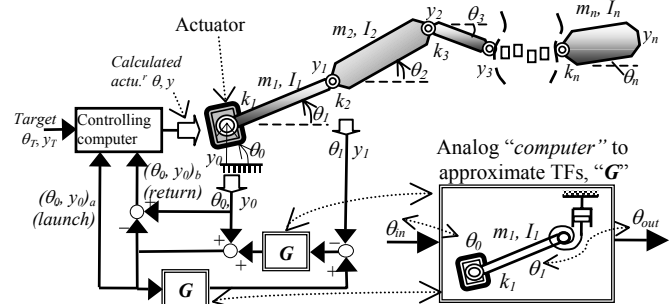 Actuator
Calculated
actu.ʳ θ, y
Target
θT, yT
Controlling
computer
k1
m1, I1
θ1
y1
k2
m2, I2
θ2
y2
k3
θ3
y3
mn, In
yn
kn
θn
y0
θ0
θ0, y0
θ1
y1
(θ0, y0)a
(launch)
(θ0, y0)b
(return)
+
−
+
+
G
−
−
+
G
Analog “computer” to
approximate TFs, “G”
θin
θ0
m1, I1
k1
θ1
θout